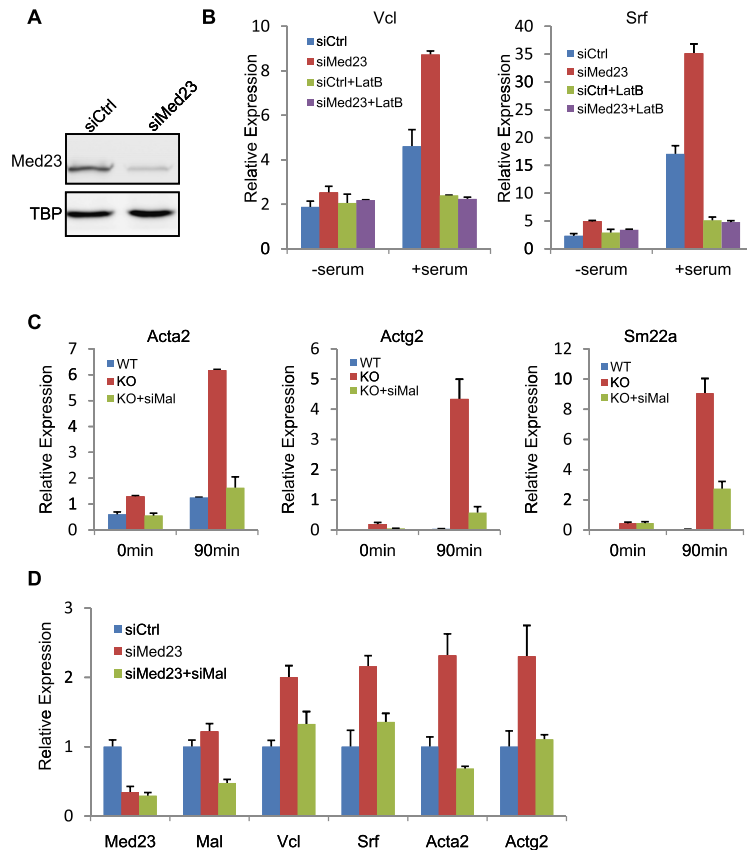 A
siCtrl
siMed23
Med23
TBP
B
Vcl
siCtrl
siMed23
siCtrl+LatB
siMed23+LatB
Relative Expression
10
8
6
4
2
0
-serum
+serum
Srf
siCtrl
siMed23
siCtrl+LatB
siMed23+LatB
Relative Expression
40
35
30
25
20
15
10
5
0
-serum
+serum
C
Acta2
WT
KO
KO+siMal
Relative Expression
7
6
5
4
3
2
1
0
0min
90min
Actg2
WT
KO
KO+siMal
Relative Expression
6
5
4
3
2
1
0
0min
90min
Sm22a
WT
KO
KO+siMal
Relative Expression
12
10
8
6
4
2
0
0min
90min
D
siCtrl
siMed23
siMed23+siMal
Relative Expression
3
2
1
0
Med23
Mal
Vcl
Srf
Acta2
Actg2